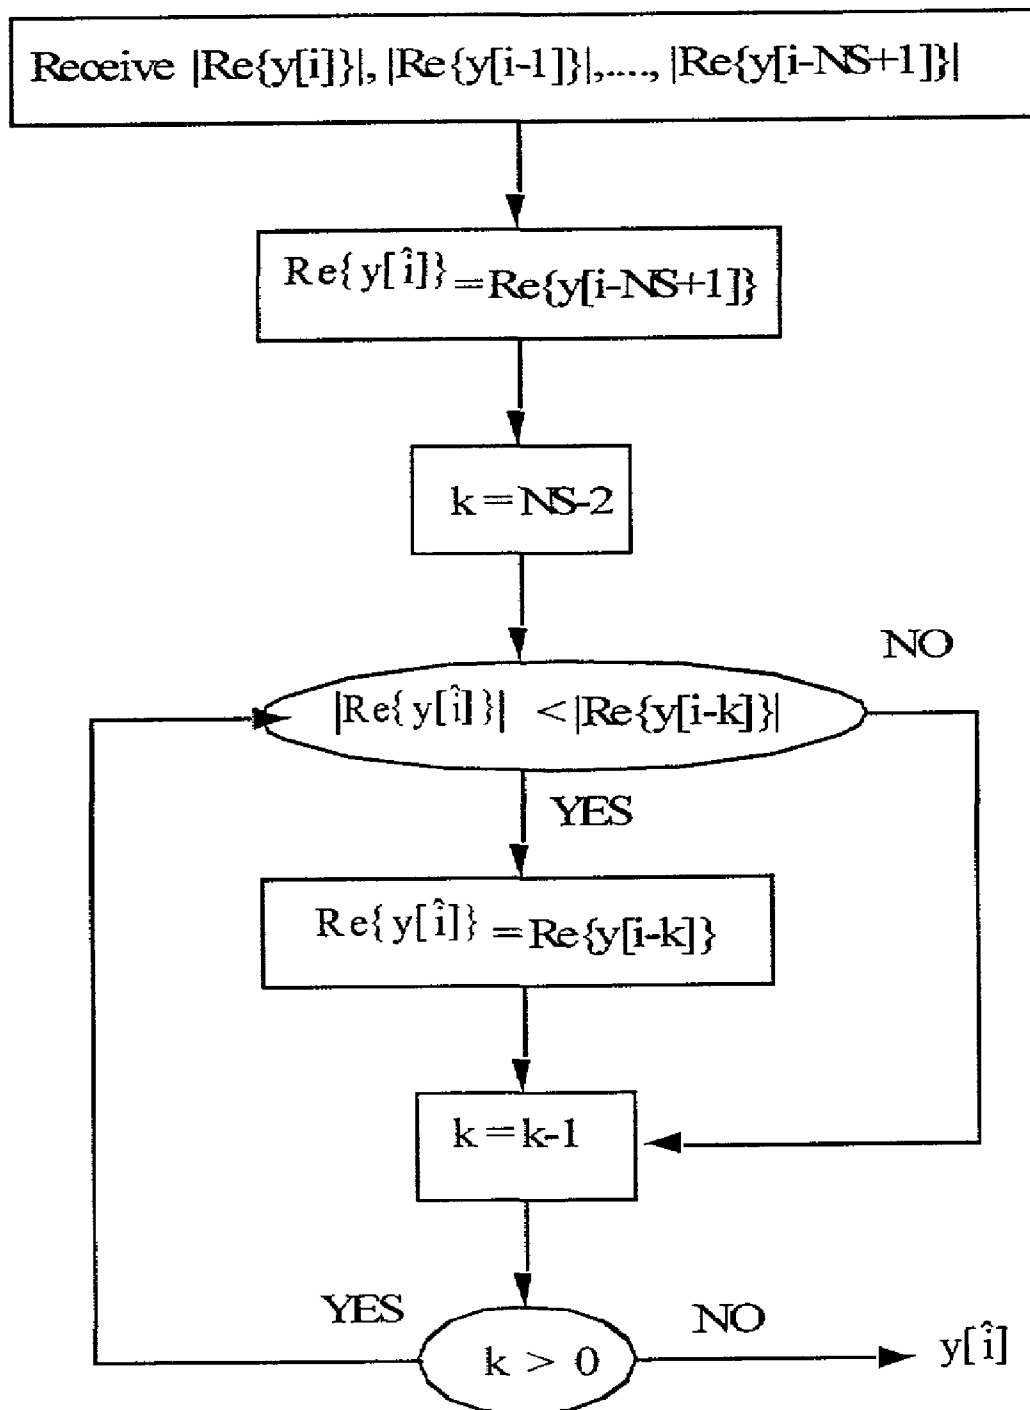 Receive |Re{y[i]}|, |Re{y[i-1]}|,...., |Re{y[i-NS+1]}|
Re{y[î]} = Re{y[i-NS+1]}
k = NS-2
NO
|Re{y[î]}| < |Re{y[i-k]}|
YES
Re{y[î]} = Re{y[i-k]}
k = k-1
YES
NO
k > 0
y[î]